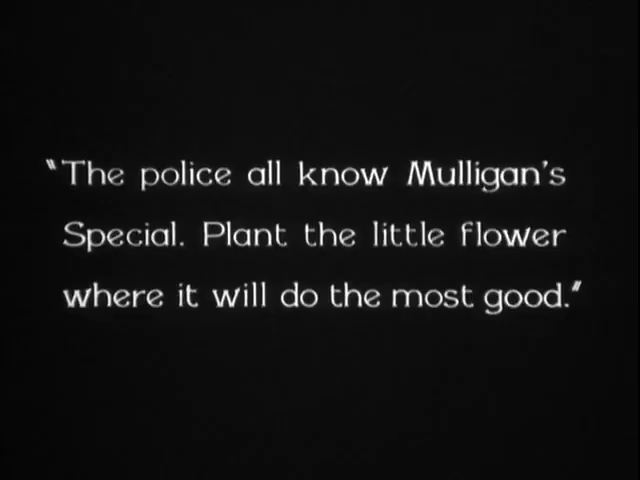 "The police all know Mulligan's
Special. Plant the little flower
where it will do the most good."